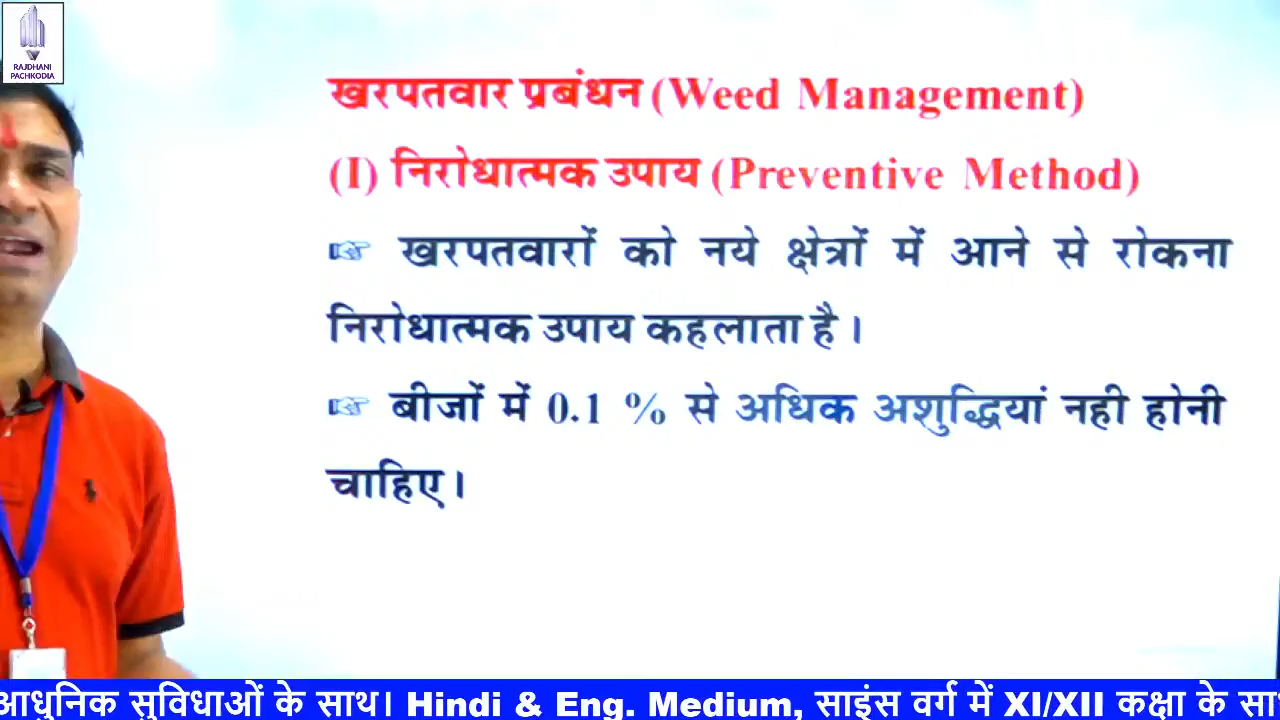 RAJDHANI
PACHKODIA
खरपतवार प्रबंधन (Weed Management)
(I) निरोधात्मक उपाय (Preventive Method)
☞ खरपतवारों को नये क्षेत्रों में आने से रोकना
निरोधात्मक उपाय कहलाता है।
☞ बीजों में 0.1 % से अधिक अशुद्धियां नही होनी
चाहिए।
आधुनिक सुविधाओं के साथ। Hindi & Eng. Medium, साइंस वर्ग में XI/XII कक्षा के